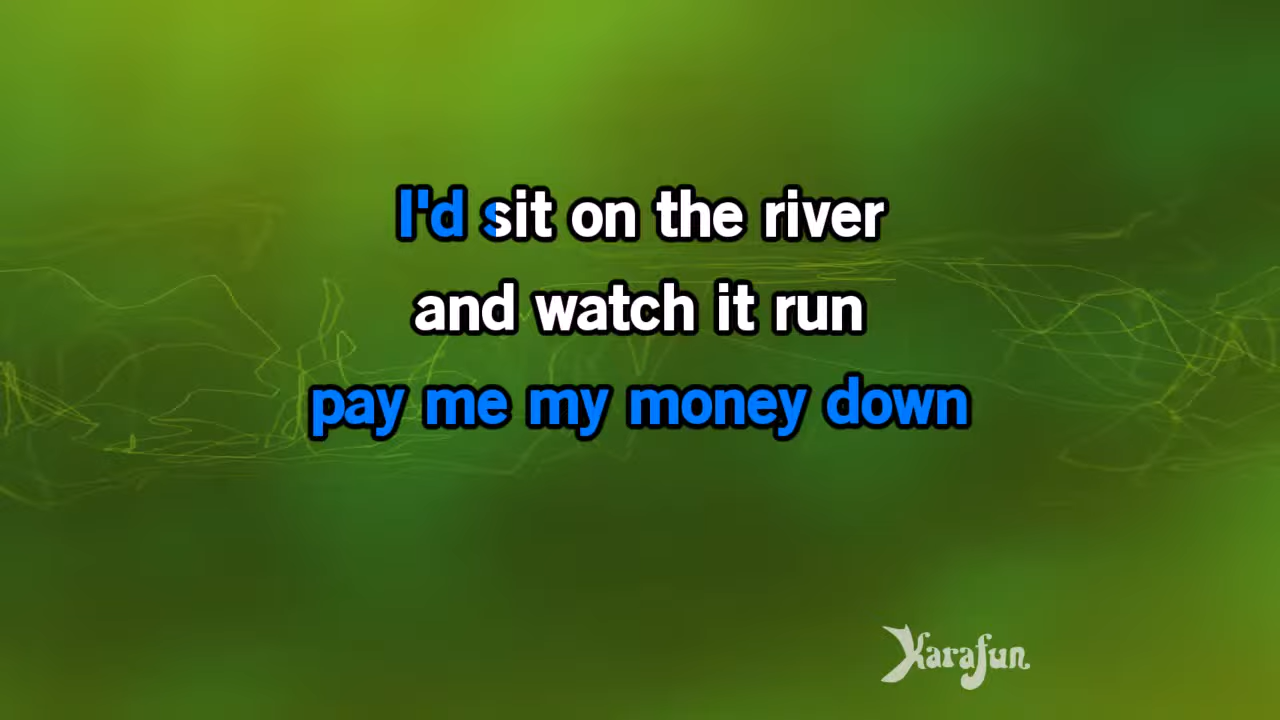 I'd sit on the river
and watch it run
pay me my money down
Karafun